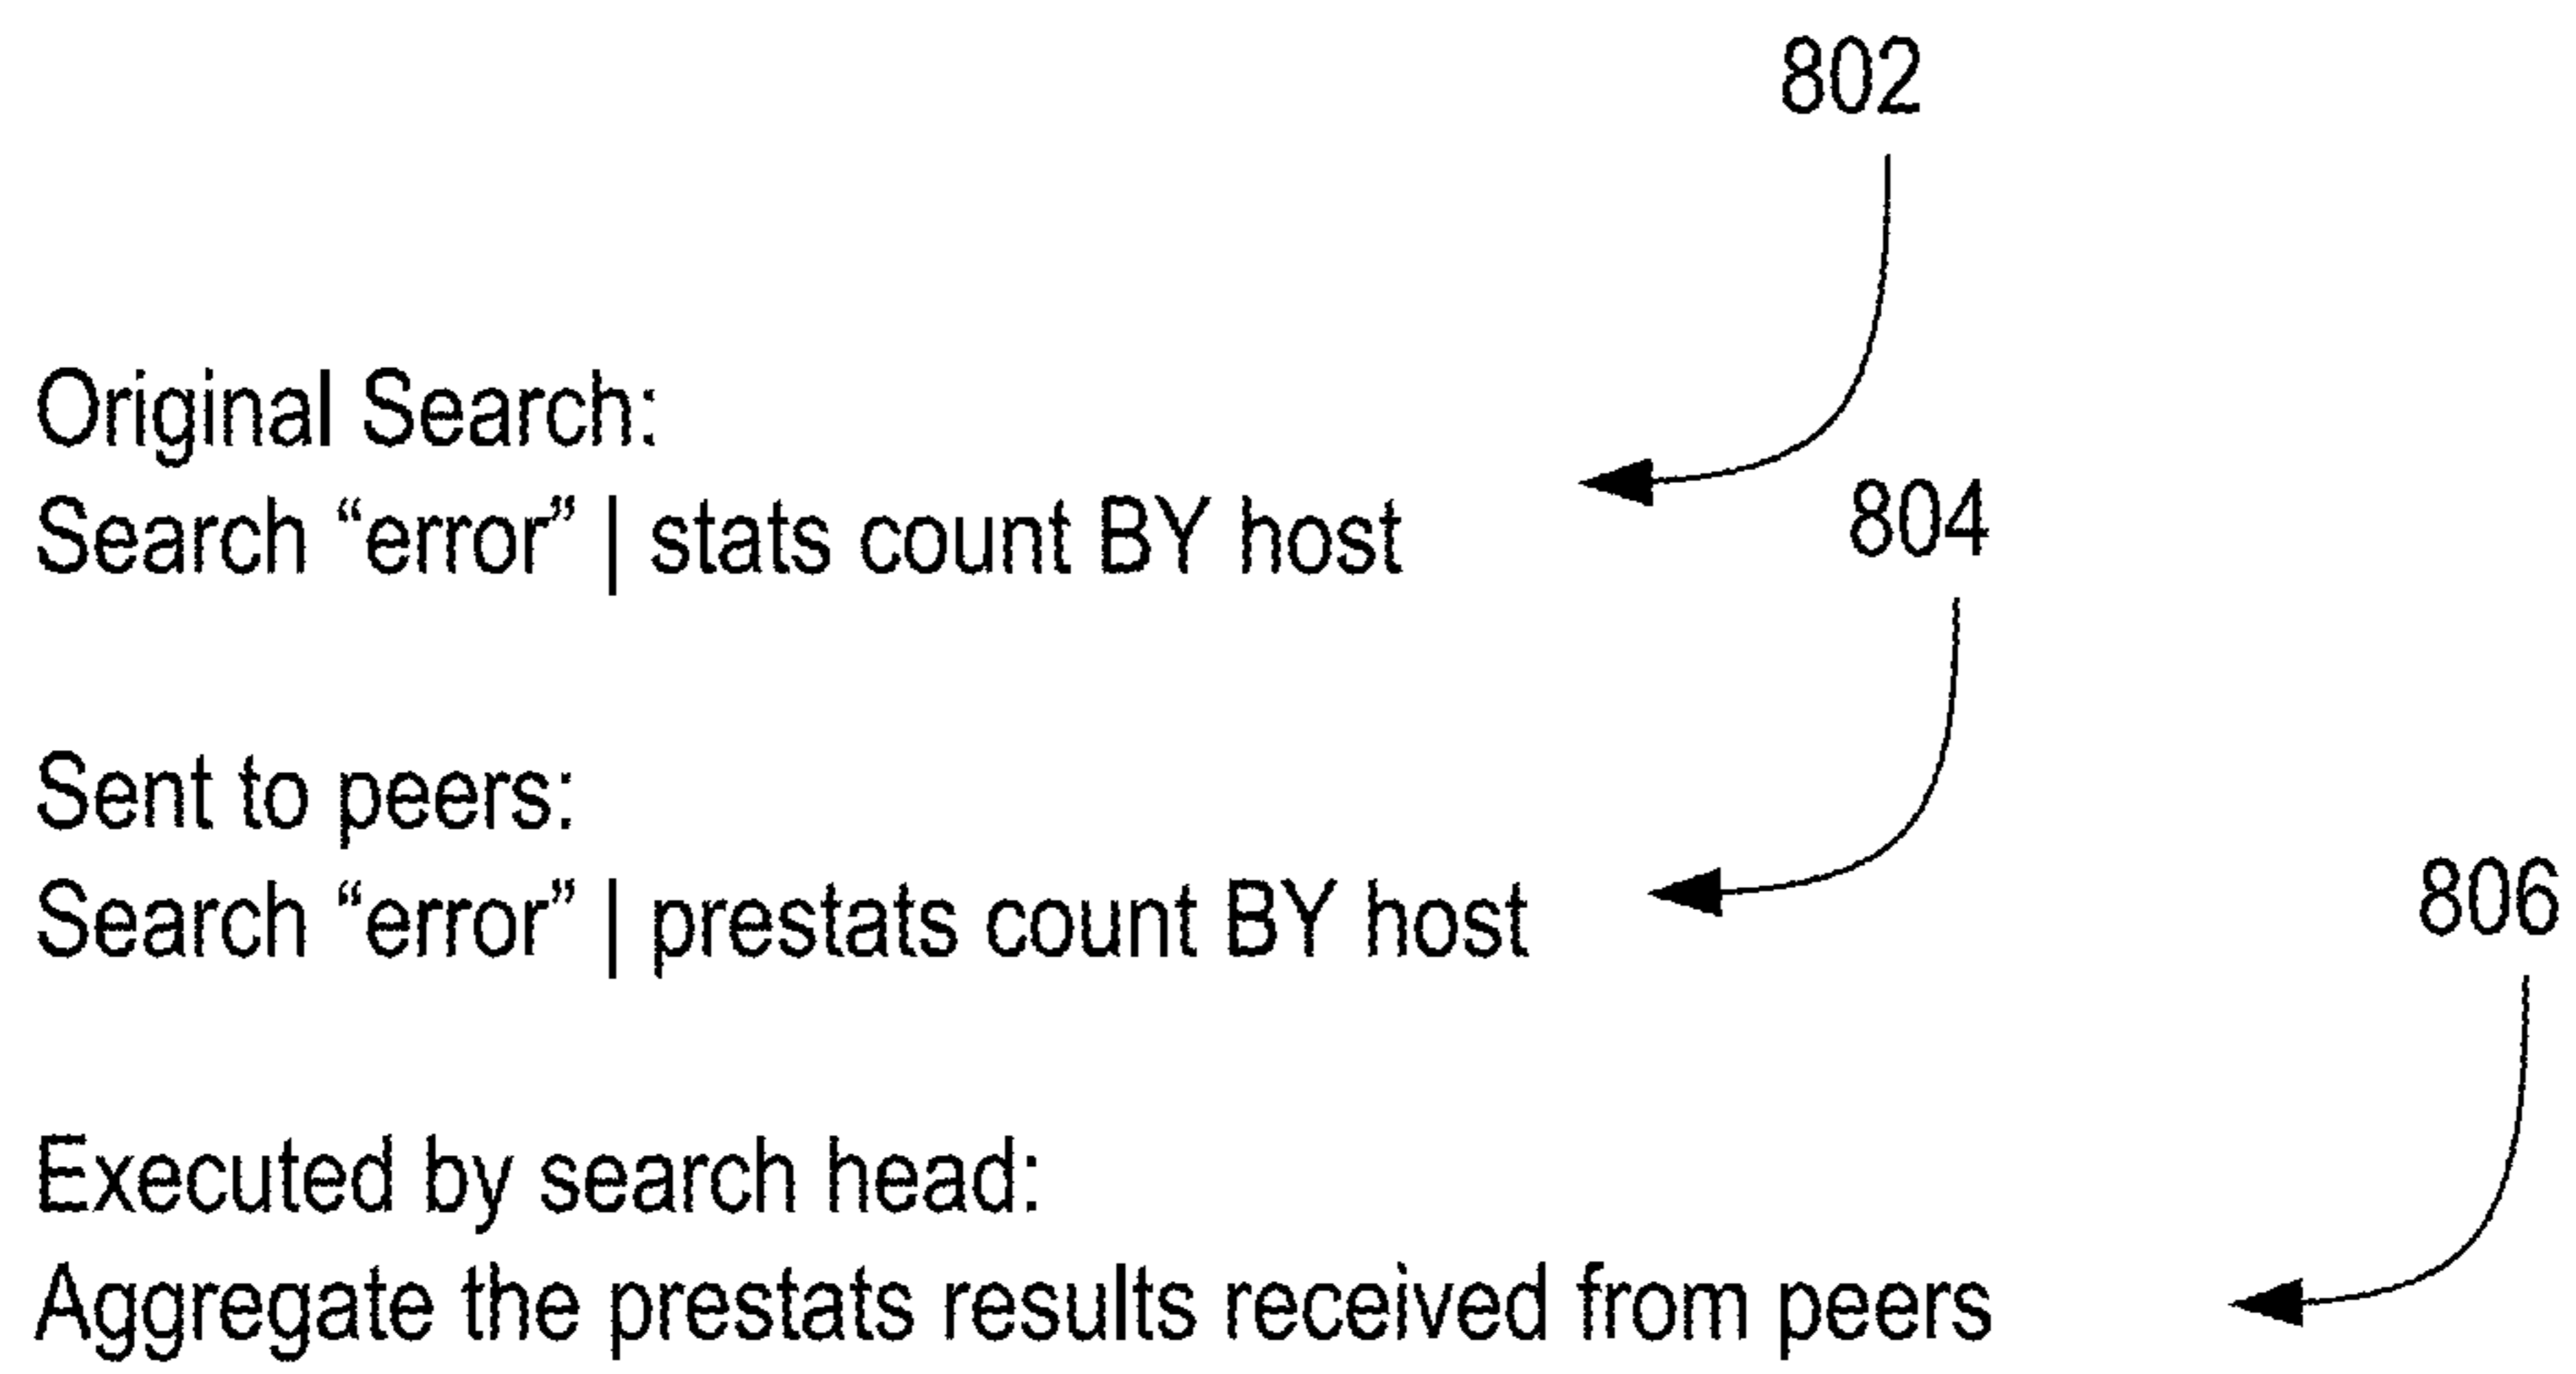 802
Original Search:
Search “error” | stats count BY host
804
Sent to peers:
Search “error” | prestats count BY host
806
Executed by search head:
Aggregate the prestats results received from peers